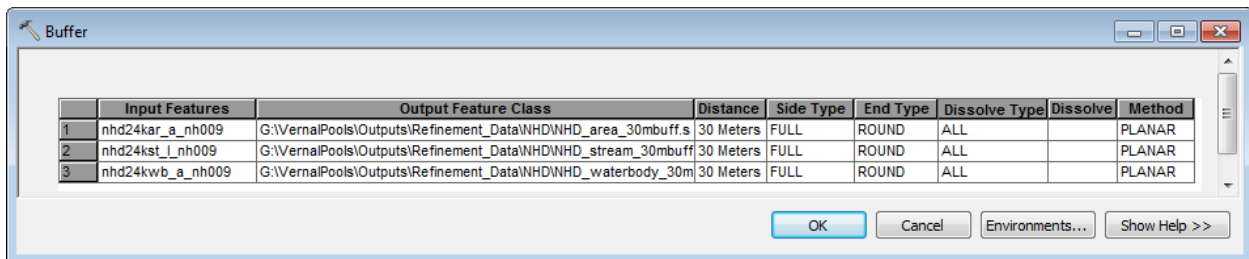 Buffer
Input Features Output Feature Class Distance Side Type End Type Dissolve Type Dissolve Method
1 nhd24kar_a_nh009 G:\VernalPools\Outputs\Refinement_Data\NHD\NHD_area_30mbuff.s 30 Meters FULL ROUND ALL PLANAR
2 nhd24kst_l_nh009 G:\VernalPools\Outputs\Refinement_Data\NHD\NHD_stream_30mbuff 30 Meters FULL ROUND ALL PLANAR
3 nhd24kwb_a_nh009 G:\VernalPools\Outputs\Refinement_Data\NHD\NHD_waterbody_30m 30 Meters FULL ROUND ALL PLANAR
OK Cancel Environments... Show Help >>